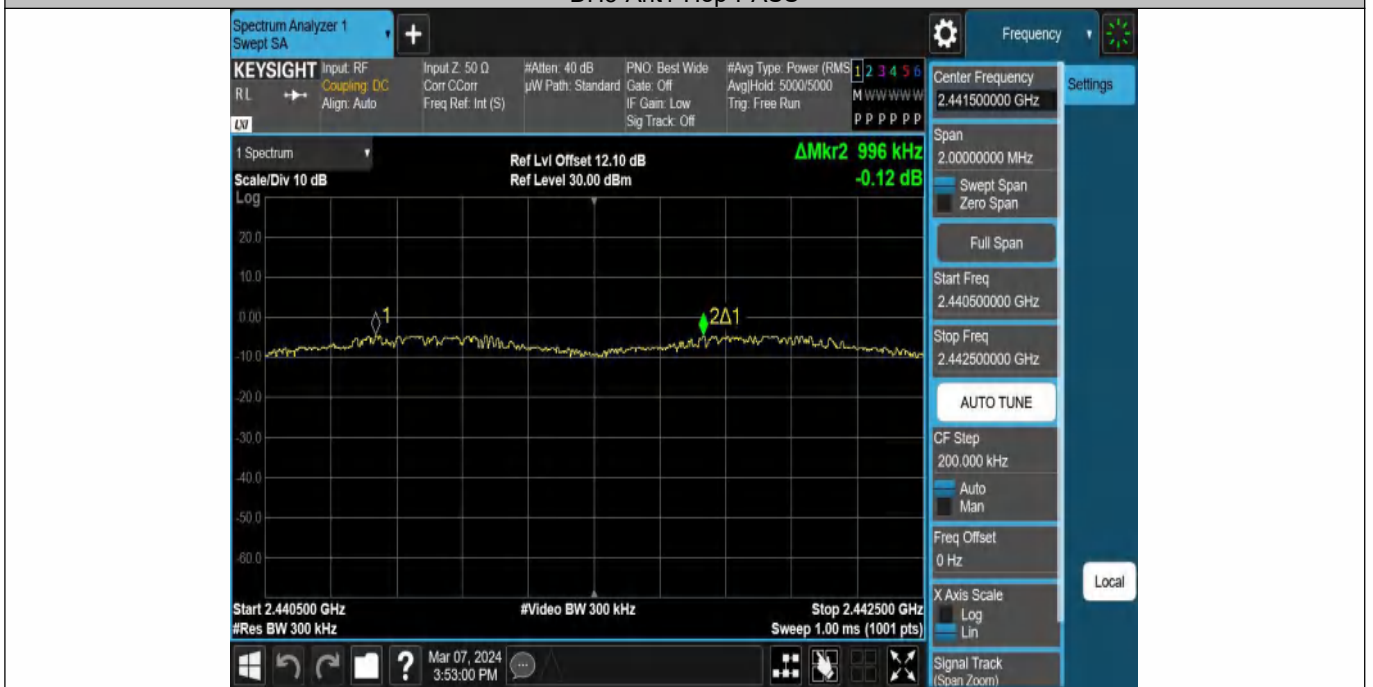 Spectrum Analyzer 1
Swept SA
+
Frequency
KEYSIGHT
RL
LXI
Input: RF
Coupling: DC
Align: Auto
Input Z: 50 Ω
Corr CCorr
Freq Ref: Int (S)
#Atten: 40 dB
µW Path: Standard
PNO: Best Wide
Gate: Off
IF Gain: Low
Sig Track: Off
#Avg Type: Power (RMS
Avg|Hold: 5000/5000
Trig: Free Run
1 2 3 4 5 6
M W W W W W
P P P P P P
1 Spectrum
Scale/Div 10 dB
Log
Ref Lvl Offset 12.10 dB
Ref Level 30.00 dBm
ΔMkr2 996 kHz
-0.12 dB
20.0
10.0
0.00
-10.0
-20.0
-30.0
-40.0
-50.0
-60.0
1
2Δ1
Start 2.440500 GHz
#Res BW 300 kHz
#Video BW 300 kHz
Stop 2.442500 GHz
Sweep 1.00 ms (1001 pts)
Center Frequency
2.441500000 GHz
Settings
Span
2.00000000 MHz
Swept Span
Zero Span
Full Span
Start Freq
2.440500000 GHz
Stop Freq
2.442500000 GHz
AUTO TUNE
CF Step
200.000 kHz
Auto
Man
Freq Offset
0 Hz
X Axis Scale
Log
Lin
Local
Signal Track
(Span Zoom)
?
Mar 07, 2024
3:53:00 PM